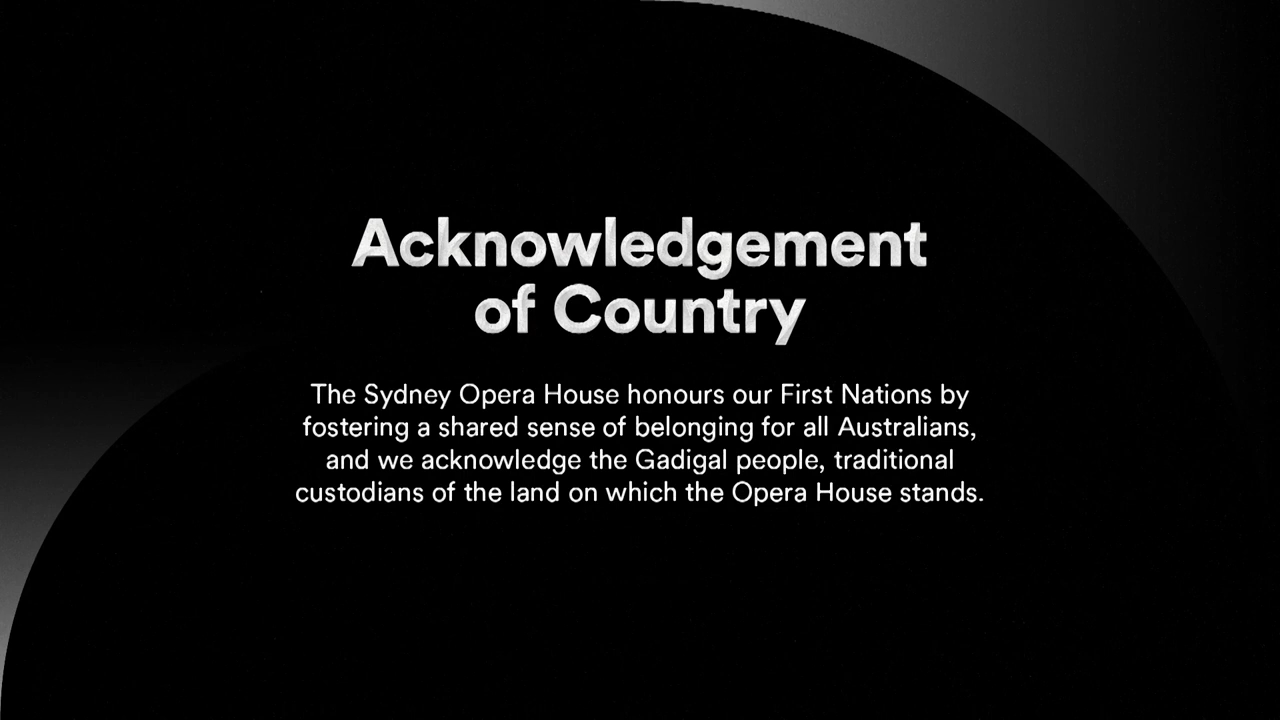 Acknowledgement
of Country
The Sydney Opera House honours our First Nations by
fostering a shared sense of belonging for all Australians,
and we acknowledge the Gadigal people, traditional
custodians of the land on which the Opera House stands.